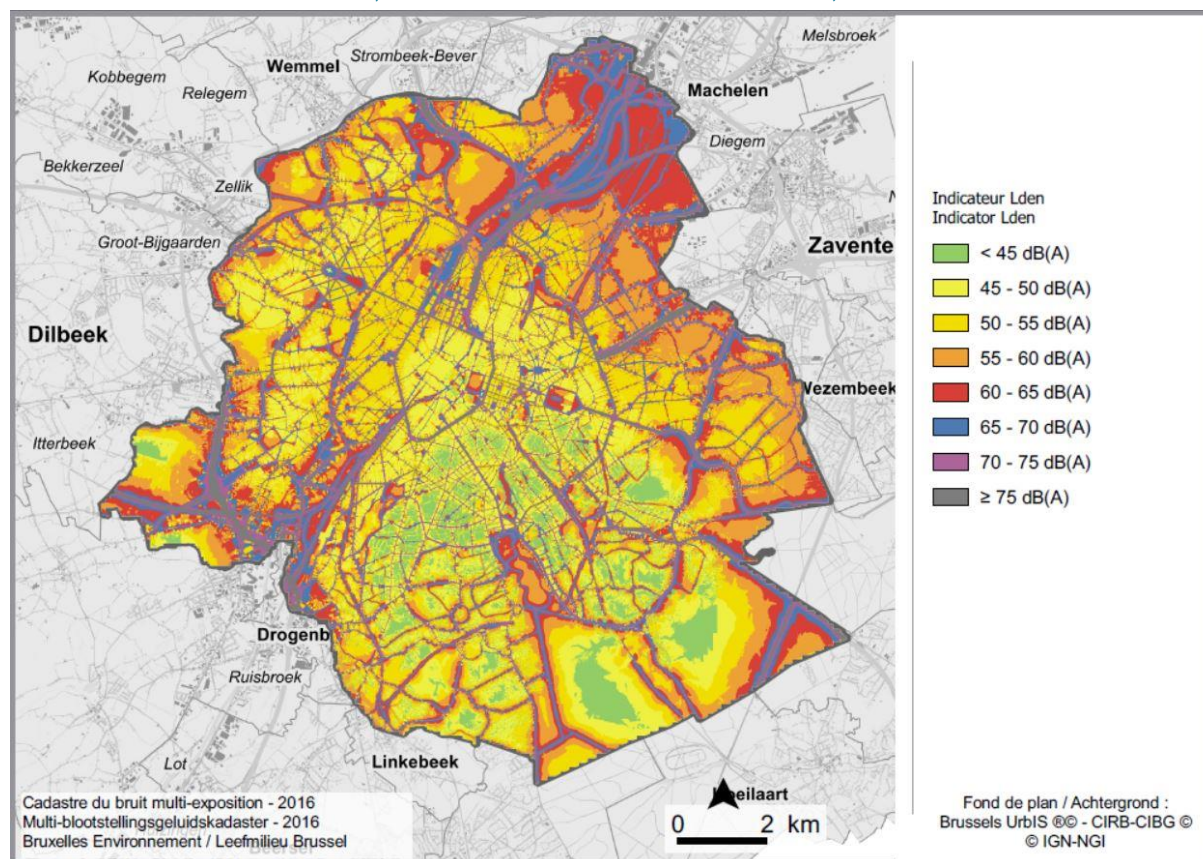 Melsbroek
Strombeek-Bever
Wemmel
Kobbegem
Relegem
Machelen
Diegem
Bekkerzeel
Zellik
Groot-Bijgaarden
Zavente
Dilbeek
Wezembeek
Itterbeek
Drogenb
Ruisbroek
Linkebeek
Lot
Hoeilaart
Indicateur Lden
Indicator Lden
< 45 dB(A)
45 - 50 dB(A)
50 - 55 dB(A)
55 - 60 dB(A)
60 - 65 dB(A)
65 - 70 dB(A)
70 - 75 dB(A)
≥ 75 dB(A)
Cadastre du bruit multi-exposition - 2016
Multi-blootstellingsgeluidskadaster - 2016
Bruxelles Environnement / Leefmilieu Brussel
Beersel
0 2 km
Fond de plan / Achtergrond :
Brussels UrbIS ®© - CIRB-CIBG ©
© IGN-NGI